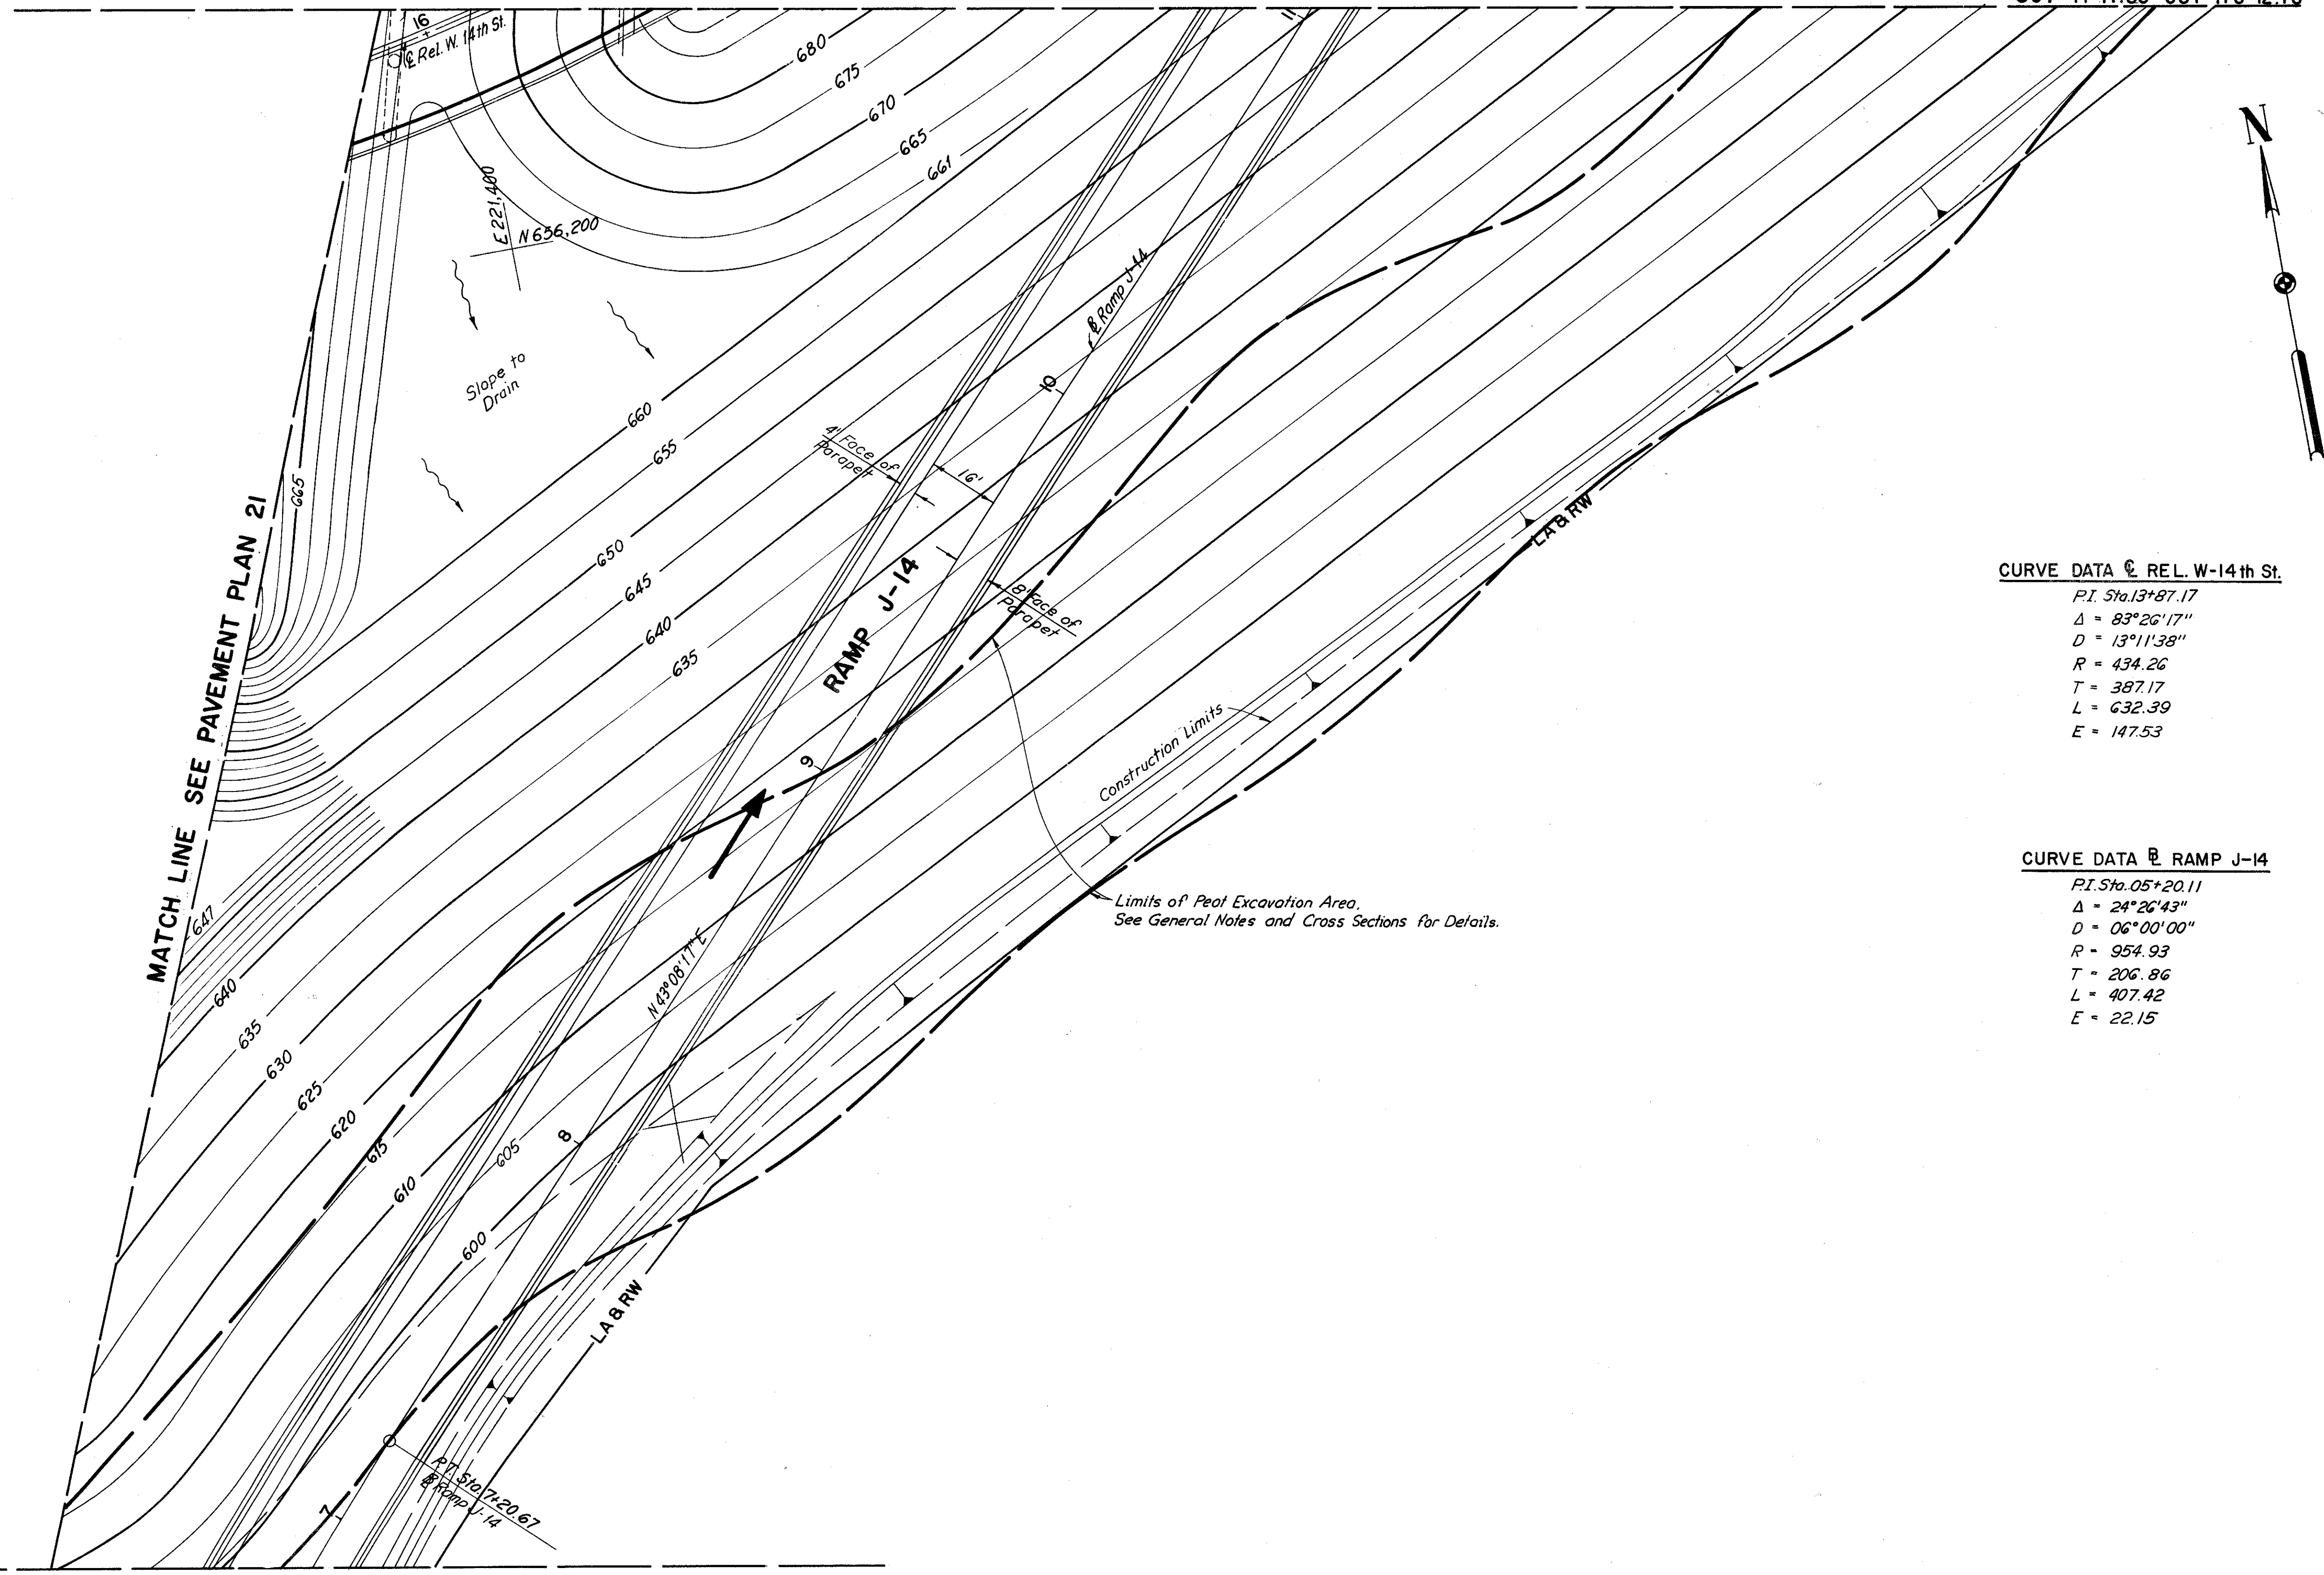 16
+
℄ Rel. W. 14th St.
11
680
675
670
665
661
N
E 221,400
N 656,200
℔ Ramp J-14
Slope to
Drain
10
660
655
4' Face of
Parapet
16'
665
650
645
640
635
RAMP J-14
8' Face of
Parapet
LA & RW
MATCH LINE SEE PAVEMENT PLAN 21
CURVE DATA ℄ REL. W-14th St.
P.I. Sta. 13+87.17
Δ = 83°26'17"
D = 13°11'38"
R = 434.26
T = 387.17
L = 632.39
E = 147.53
Construction Limits
9
CURVE DATA ℔ RAMP J-14
P.I. Sta. 05+20.11
Δ = 24°26'43"
D = 06°00'00"
R = 954.93
T = 206.86
L = 407.42
E = 22.15
Limits of Peat Excavation Area,
See General Notes and Cross Sections for Details.
647
N 43°08'17" E
640
635
630
625
620
615
610
605
600
8
LA & RW
P.T. Sta. 7+20.67
℔ Ramp J-14
7